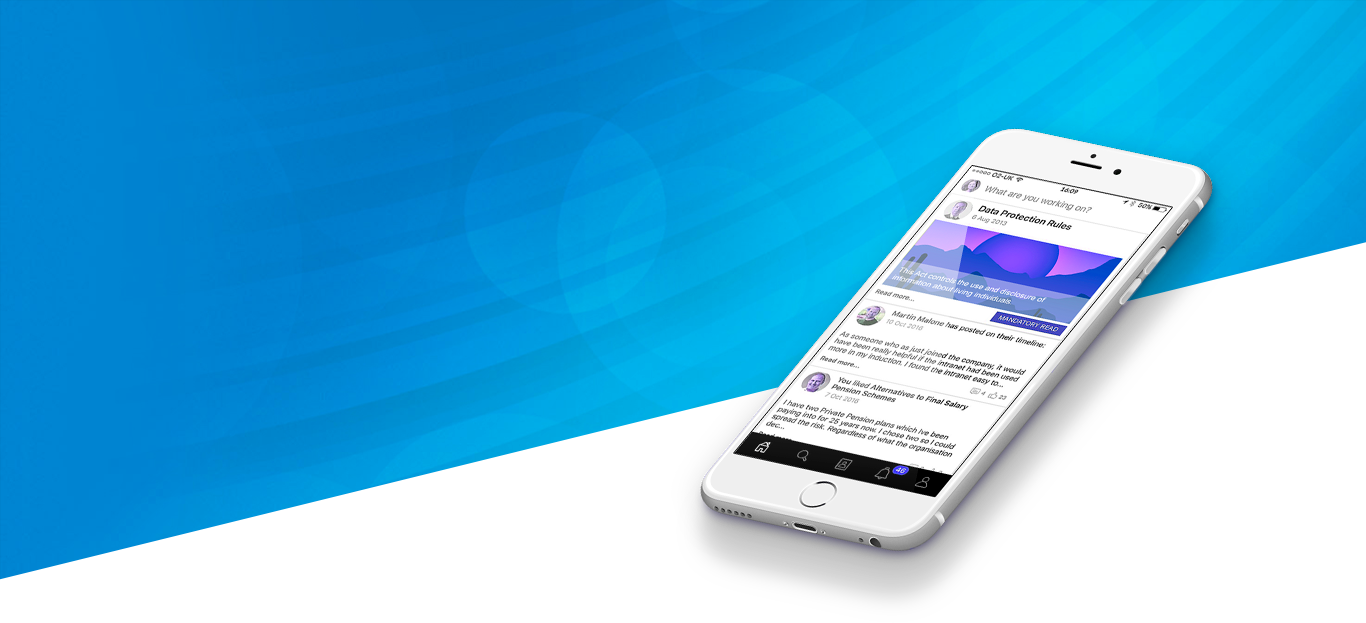 O2-UK
16:09
50%
What are you working on?
Data Protection Rules
6 Aug 2013
This Act controls the use and disclosure of
information about living individuals
Read more...
MANDATORY READ
Martin Malone has posted on their timeline:
10 Oct 2016
As someone who as just joined the company, it would
have been really helpful if the intranet had been used
more in my induction. I found the intranet easy to...
Read more...
4 23
You liked Alternatives to Final Salary
Pension Schemes
7 Oct 2016
I have two Private Pension plans which Ive been
paying into for 25 years now. I chose two so I could
spread the risk. Regardless of what the organisation
dec...
46